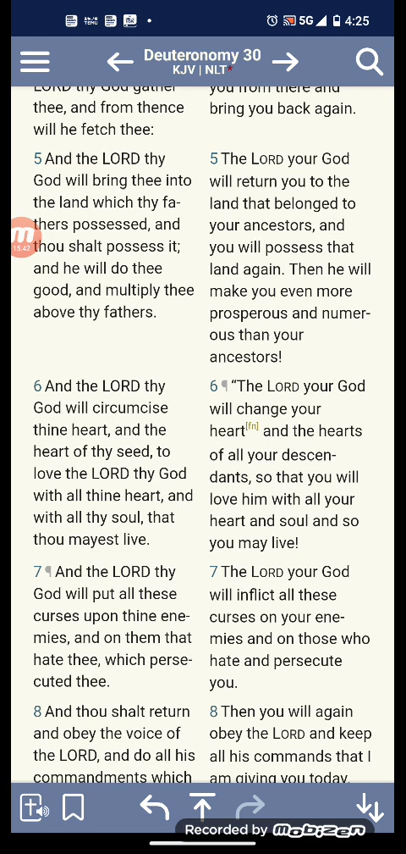 5G 4:25
Deuteronomy 30
KJV | NLT*
LORD thy God gather
thee, and from thence
will he fetch thee:
5 And the LORD thy
God will bring thee into
the land which thy fa-
thers possessed, and
thou shalt possess it;
and he will do thee
good, and multiply thee
above thy fathers.
6 And the LORD thy
God will circumcise
thine heart, and the
heart of thy seed, to
love the LORD thy God
with all thine heart, and
with all thy soul, that
thou mayest live.
7 ¶ And the LORD thy
God will put all these
curses upon thine ene-
mies, and on them that
hate thee, which perse-
cuted thee.
8 And thou shalt return
and obey the voice of
the LORD, and do all his
commandments which
you from there and
bring you back again.
5 The LORD your God
will return you to the
land that belonged to
your ancestors, and
you will possess that
land again. Then he will
make you even more
prosperous and numer-
ous than your
ancestors!
6 ¶ “The LORD your God
will change your
heart[fn] and the hearts
of all your descen-
dants, so that you will
love him with all your
heart and soul and so
you may live!
7 The LORD your God
will inflict all these
curses on your ene-
mies and on those who
hate and persecute
you.
8 Then you will again
obey the LORD and keep
all his commands that I
am giving you today.
m
15:42
Recorded by mobizen